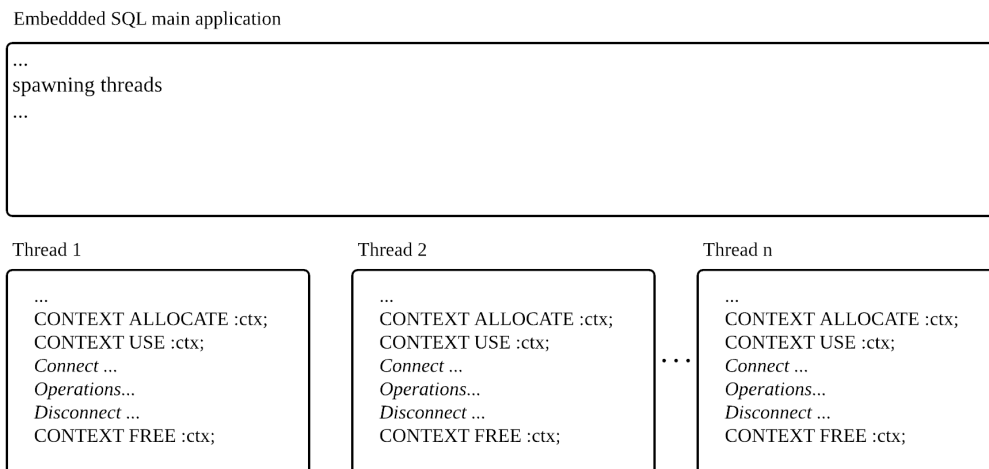 Embeddded SQL main application
...
spawning threads
...
Thread 1
...
CONTEXT ALLOCATE :ctx;
CONTEXT USE :ctx;
Connect ...
Operations...
Disconnect ...
CONTEXT FREE :ctx;
Thread 2
...
CONTEXT ALLOCATE :ctx;
CONTEXT USE :ctx;
Connect ...
Operations...
Disconnect ...
CONTEXT FREE :ctx;
...
Thread n
...
CONTEXT ALLOCATE :ctx;
CONTEXT USE :ctx;
Connect ...
Operations...
Disconnect ...
CONTEXT FREE :ctx;